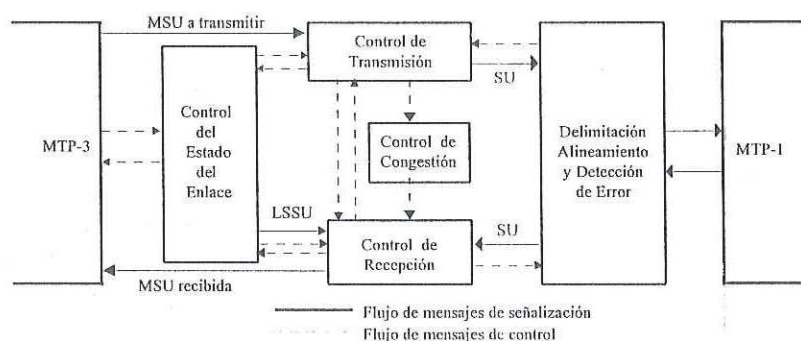 MSU a transmitir
Control de
Transmisión
SU
MTP-3
Control
del
Estado
del
Enlace
Control de
Congestión
Delimitación
Alineamiento
y Detección
de Error
MTP-1
LSSU
Control de
Recepción
SU
MSU recibida
Flujo de mensajes de señalización
Flujo de mensajes de control